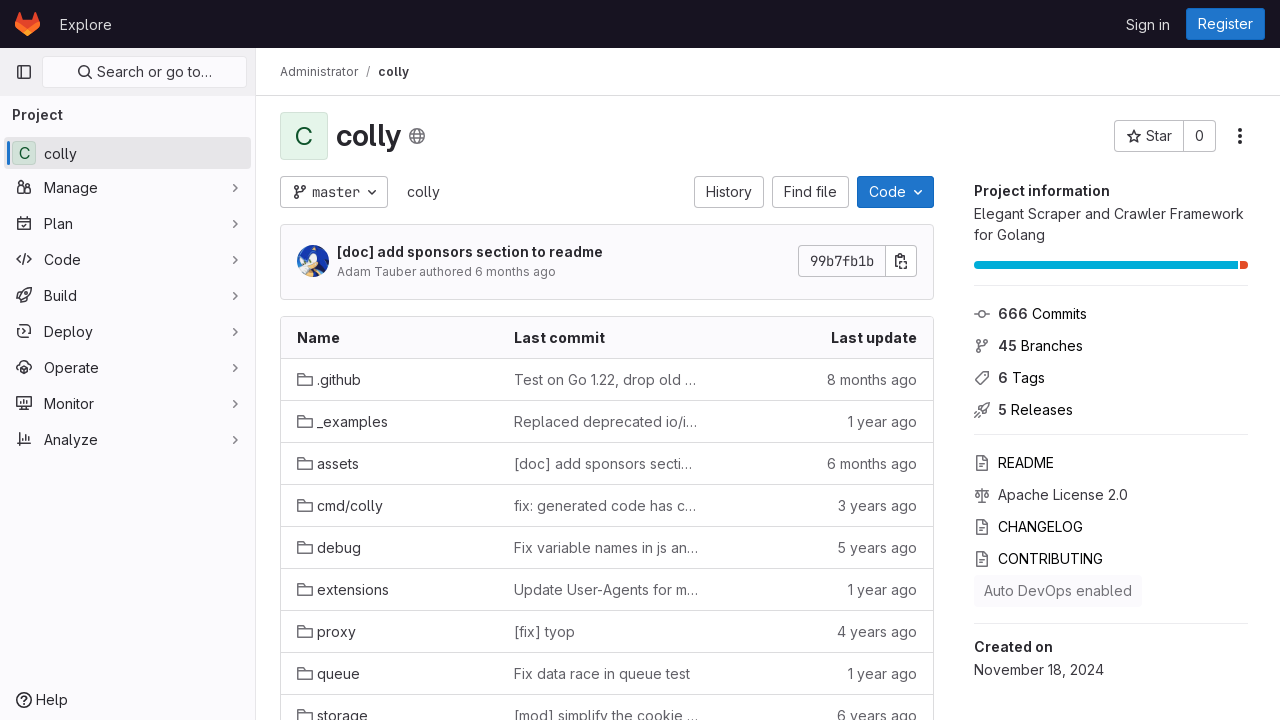 Explore
Sign in
Register
Search or go to…
Administrator / colly
Project
C colly
Manage
Plan
Code
Build
Deploy
Operate
Monitor
Analyze
Help
C colly
Star 0
master colly
History Find file Code
[doc] add sponsors section to readme
Adam Tauber authored 6 months ago
99b7fb1b
Name Last commit Last update
.github Test on Go 1.22, drop old … 8 months ago
_examples Replaced deprecated io/i… 1 year ago
assets [doc] add sponsors secti… 6 months ago
cmd/colly fix: generated code has c… 3 years ago
debug Fix variable names in js an… 5 years ago
extensions Update User-Agents for m… 1 year ago
proxy [fix] tyop 4 years ago
queue Fix data race in queue test 1 year ago
storage [mod] simplify the cookie … 6 years ago
Project information
Elegant Scraper and Crawler Framework
for Golang
666 Commits
45 Branches
6 Tags
5 Releases
README
Apache License 2.0
CHANGELOG
CONTRIBUTING
Auto DevOps enabled
Created on
November 18, 2024